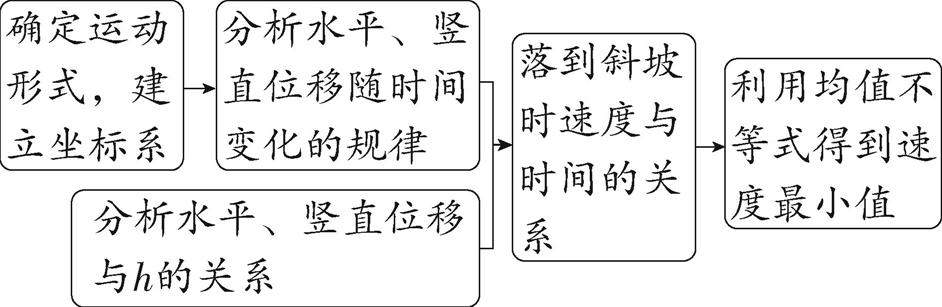 确定运动
形式，建
立坐标系
分析水平、竖
直位移随时间
变化的规律
分析水平、竖直位移
与h的关系
落到斜坡
时速度与
时间的关
系
利用均值不
等式得到速
度最小值